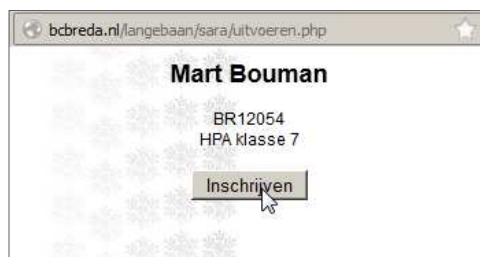 bcbreda.nl/langebaan/sara/uitvoeren.php
Mart Bouman
BR12054
HPA klasse 7
Inschrijven